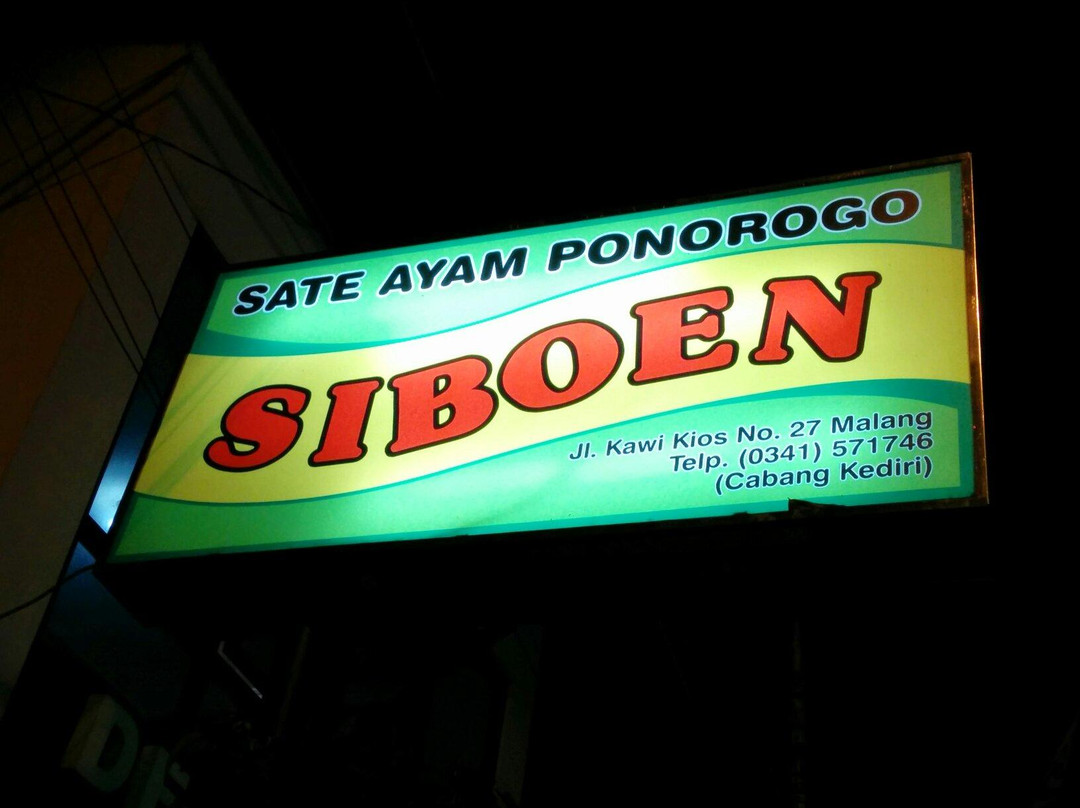 SATE AYAM PONOROGO
SIBOEN
Jl. Kawi Kios No. 27 Malang
Telp. (0341) 571746
(Cabang Kediri)